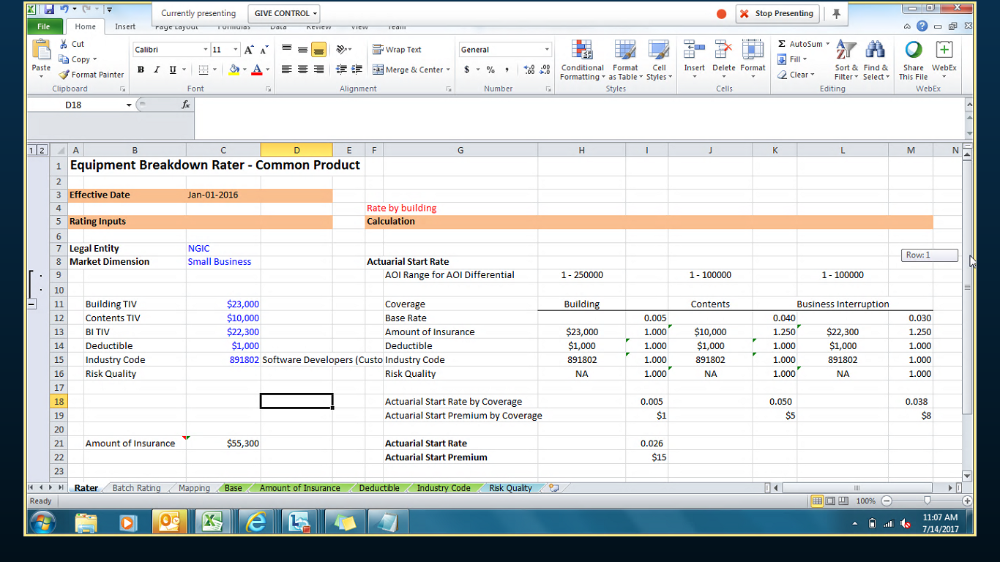 Currently presenting GIVE CONTROL Stop Presenting
File Home Insert Page Layout Formulas Data Review View Team
Cut
Copy
Format Painter
Paste
Calibri 11
B I U
Wrap Text
Merge & Center
General
$ % ,
Conditional Formatting
Format as Table
Cell Styles
Insert Delete Format
AutoSum
Fill
Clear
Sort & Filter
Find & Select
Share This File
WebEx
Clipboard Font Alignment Number Styles Cells Editing WebEx
D18 fx
1 2 A B C D E F G H I J K L M N
1 Equipment Breakdown Rater - Common Product
2
3 Effective Date Jan-01-2016
4 Rate by building
5 Rating Inputs Calculation
6
7 Legal Entity NGIC
8 Market Dimension Small Business Actuarial Start Rate
Row: 1
9 AOI Range for AOI Differential 1 - 250000 1 - 100000 1 - 100000
10
11 Building TIV $23,000 Coverage Building Contents Business Interruption
12 Contents TIV $10,000 Base Rate 0.005 0.040 0.030
13 BI TIV $22,300 Amount of Insurance $23,000 1.000 $10,000 1.250 $22,300 1.250
14 Deductible $1,000 Deductible $1,000 1.000 $1,000 1.000 $1,000 1.000
15 Industry Code 891802 Software Developers (Custo Industry Code 891802 1.000 891802 1.000 891802 1.000
16 Risk Quality Risk Quality NA 1.000 NA 1.000 NA 1.000
17
18 Actuarial Start Rate by Coverage 0.005 0.050 0.038
19 Actuarial Start Premium by Coverage $1 $5 $8
20
21 Amount of Insurance $55,300 Actuarial Start Rate 0.026
22 Actuarial Start Premium $15
23
Rater Batch Rating Mapping Base Amount of Insurance Deductible Industry Code Risk Quality
Ready 100%
11:07 AM
7/14/2017